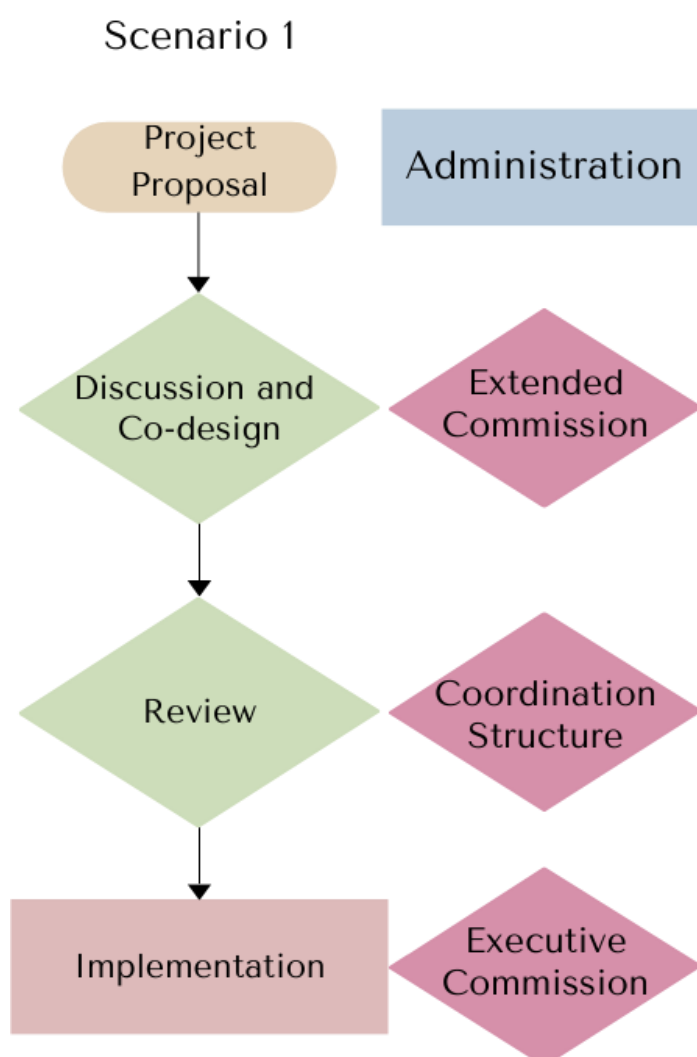 Scenario 1
Project
Proposal
Administration
Discussion and
Co-design
Extended
Commission
Review
Coordination
Structure
Implementation
Executive
Commission